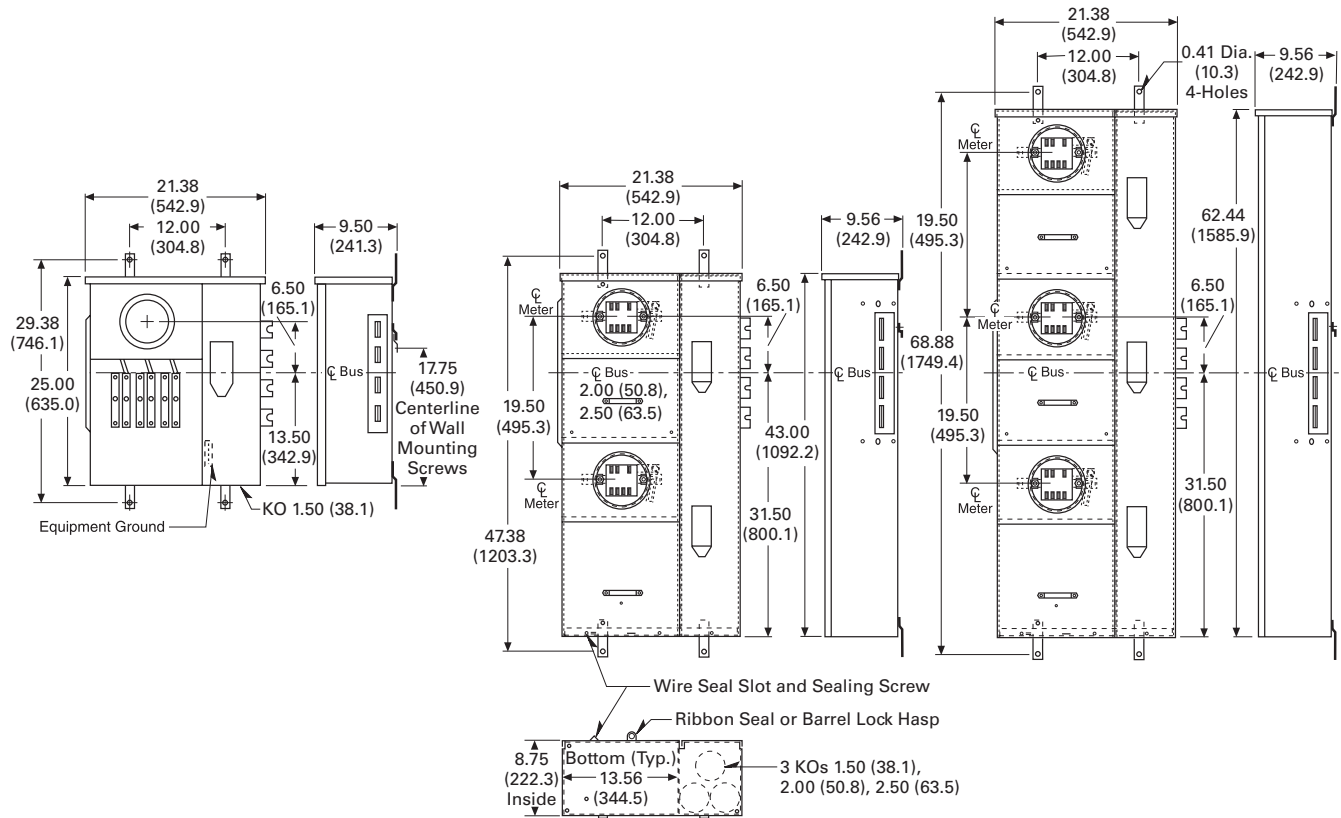 21.38
(542.9)
12.00
(304.8)
29.38
(746.1)
25.00
(635.0)
6.50
(165.1)
13.50
(342.9)
KO 1.50 (38.1)
Equipment Ground
9.50
(241.3)
℄ Bus
17.75
(450.9)
Centerline
of Wall
Mounting
Screws
21.38
(542.9)
12.00
(304.8)
℄
Meter
℄ Bus
2.00 (50.8),
2.50 (63.5)
19.50
(495.3)
℄
Meter
47.38
(1203.3)
6.50
(165.1)
43.00
(1092.2)
31.50
(800.1)
9.56
(242.9)
℄ Bus
21.38
(542.9)
12.00
(304.8)
0.41 Dia.
(10.3)
4-Holes
℄
Meter
19.50
(495.3)
℄
Meter
68.88
(1749.4)
℄ Bus
19.50
(495.3)
℄
Meter
62.44
(1585.9)
6.50
(165.1)
31.50
(800.1)
9.56
(242.9)
℄ Bus
Wire Seal Slot and Sealing Screw
Ribbon Seal or Barrel Lock Hasp
8.75
(222.3)
Inside
Bottom (Typ.)
13.56
(344.5)
3 KOs 1.50 (38.1),
2.00 (50.8), 2.50 (63.5)